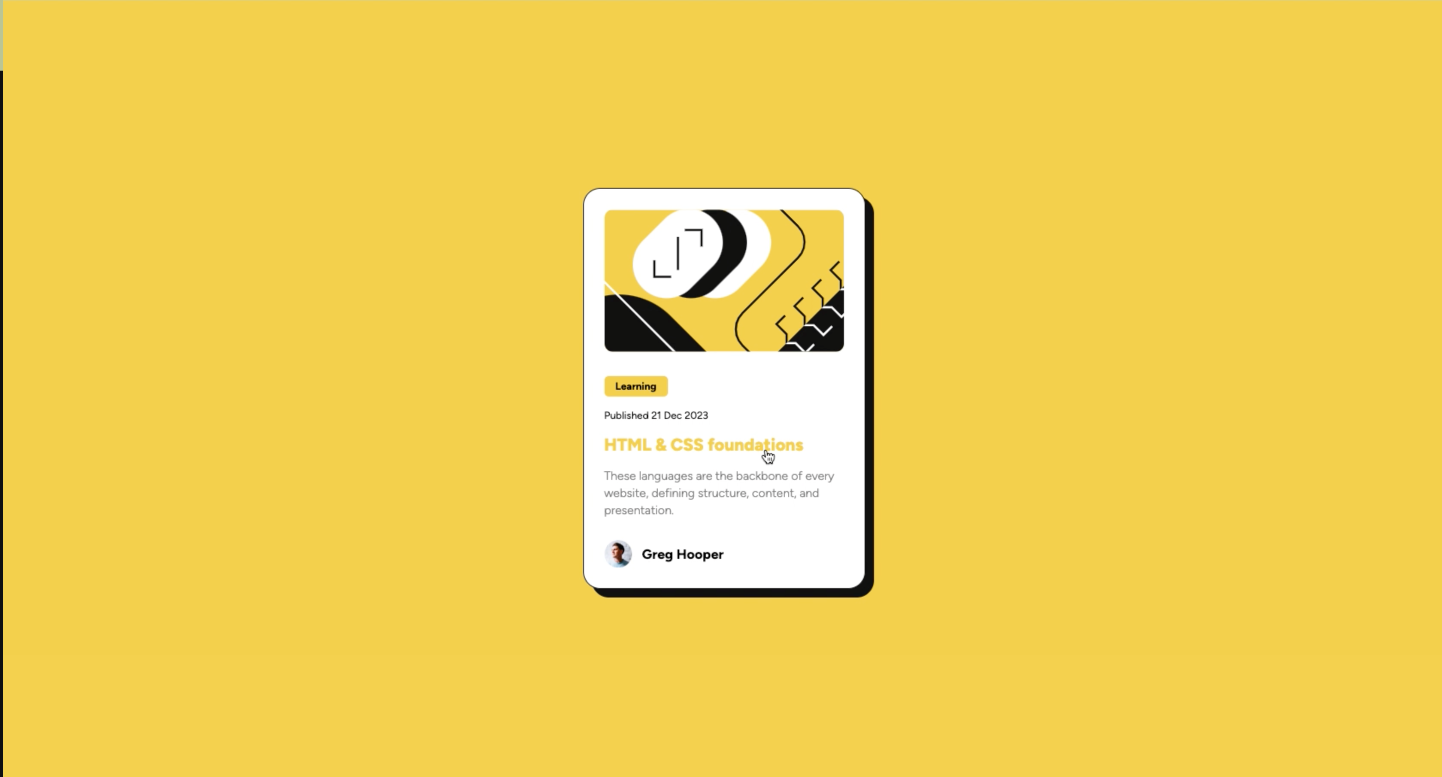 Learning
Published 21 Dec 2023
HTML & CSS foundations
These languages are the backbone of every
website, defining structure, content, and
presentation.
Greg Hooper